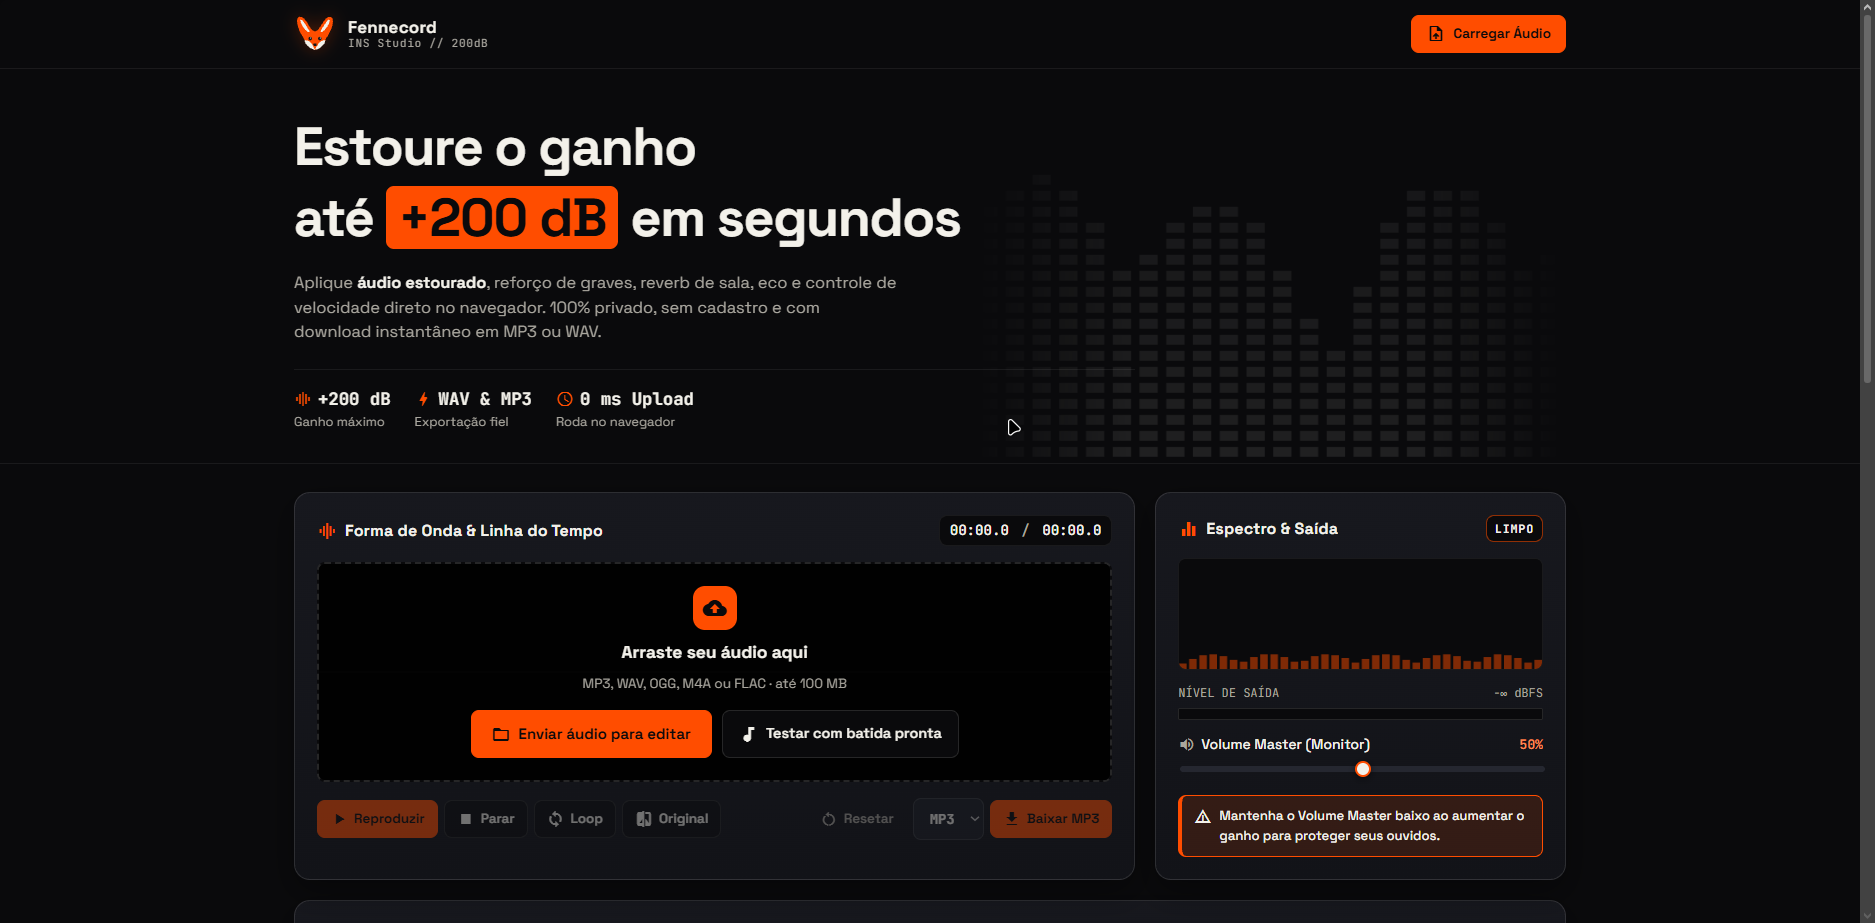 Fennecord
INS Studio // 200dB
Carregar Áudio
Estoure o ganho
até +200 dB em segundos
Aplique áudio estourado, reforço de graves, reverb de sala, eco e controle de
velocidade direto no navegador. 100% privado, sem cadastro e com
download instantâneo em MP3 ou WAV.
+200 dB
Ganho máximo
WAV & MP3
Exportação fiel
0 ms Upload
Roda no navegador
Forma de Onda & Linha do Tempo
00:00.0 / 00:00.0
Arraste seu áudio aqui
MP3, WAV, OGG, M4A ou FLAC · até 100 MB
Enviar áudio para editar
Testar com batida pronta
Reproduzir
Parar
Loop
Original
Resetar
MP3
Baixar MP3
Espectro & Saída
LIMPO
NÍVEL DE SAÍDA
-∞ dBFS
Volume Master (Monitor)
50%
Mantenha o Volume Master baixo ao aumentar o
ganho para proteger seus ouvidos.